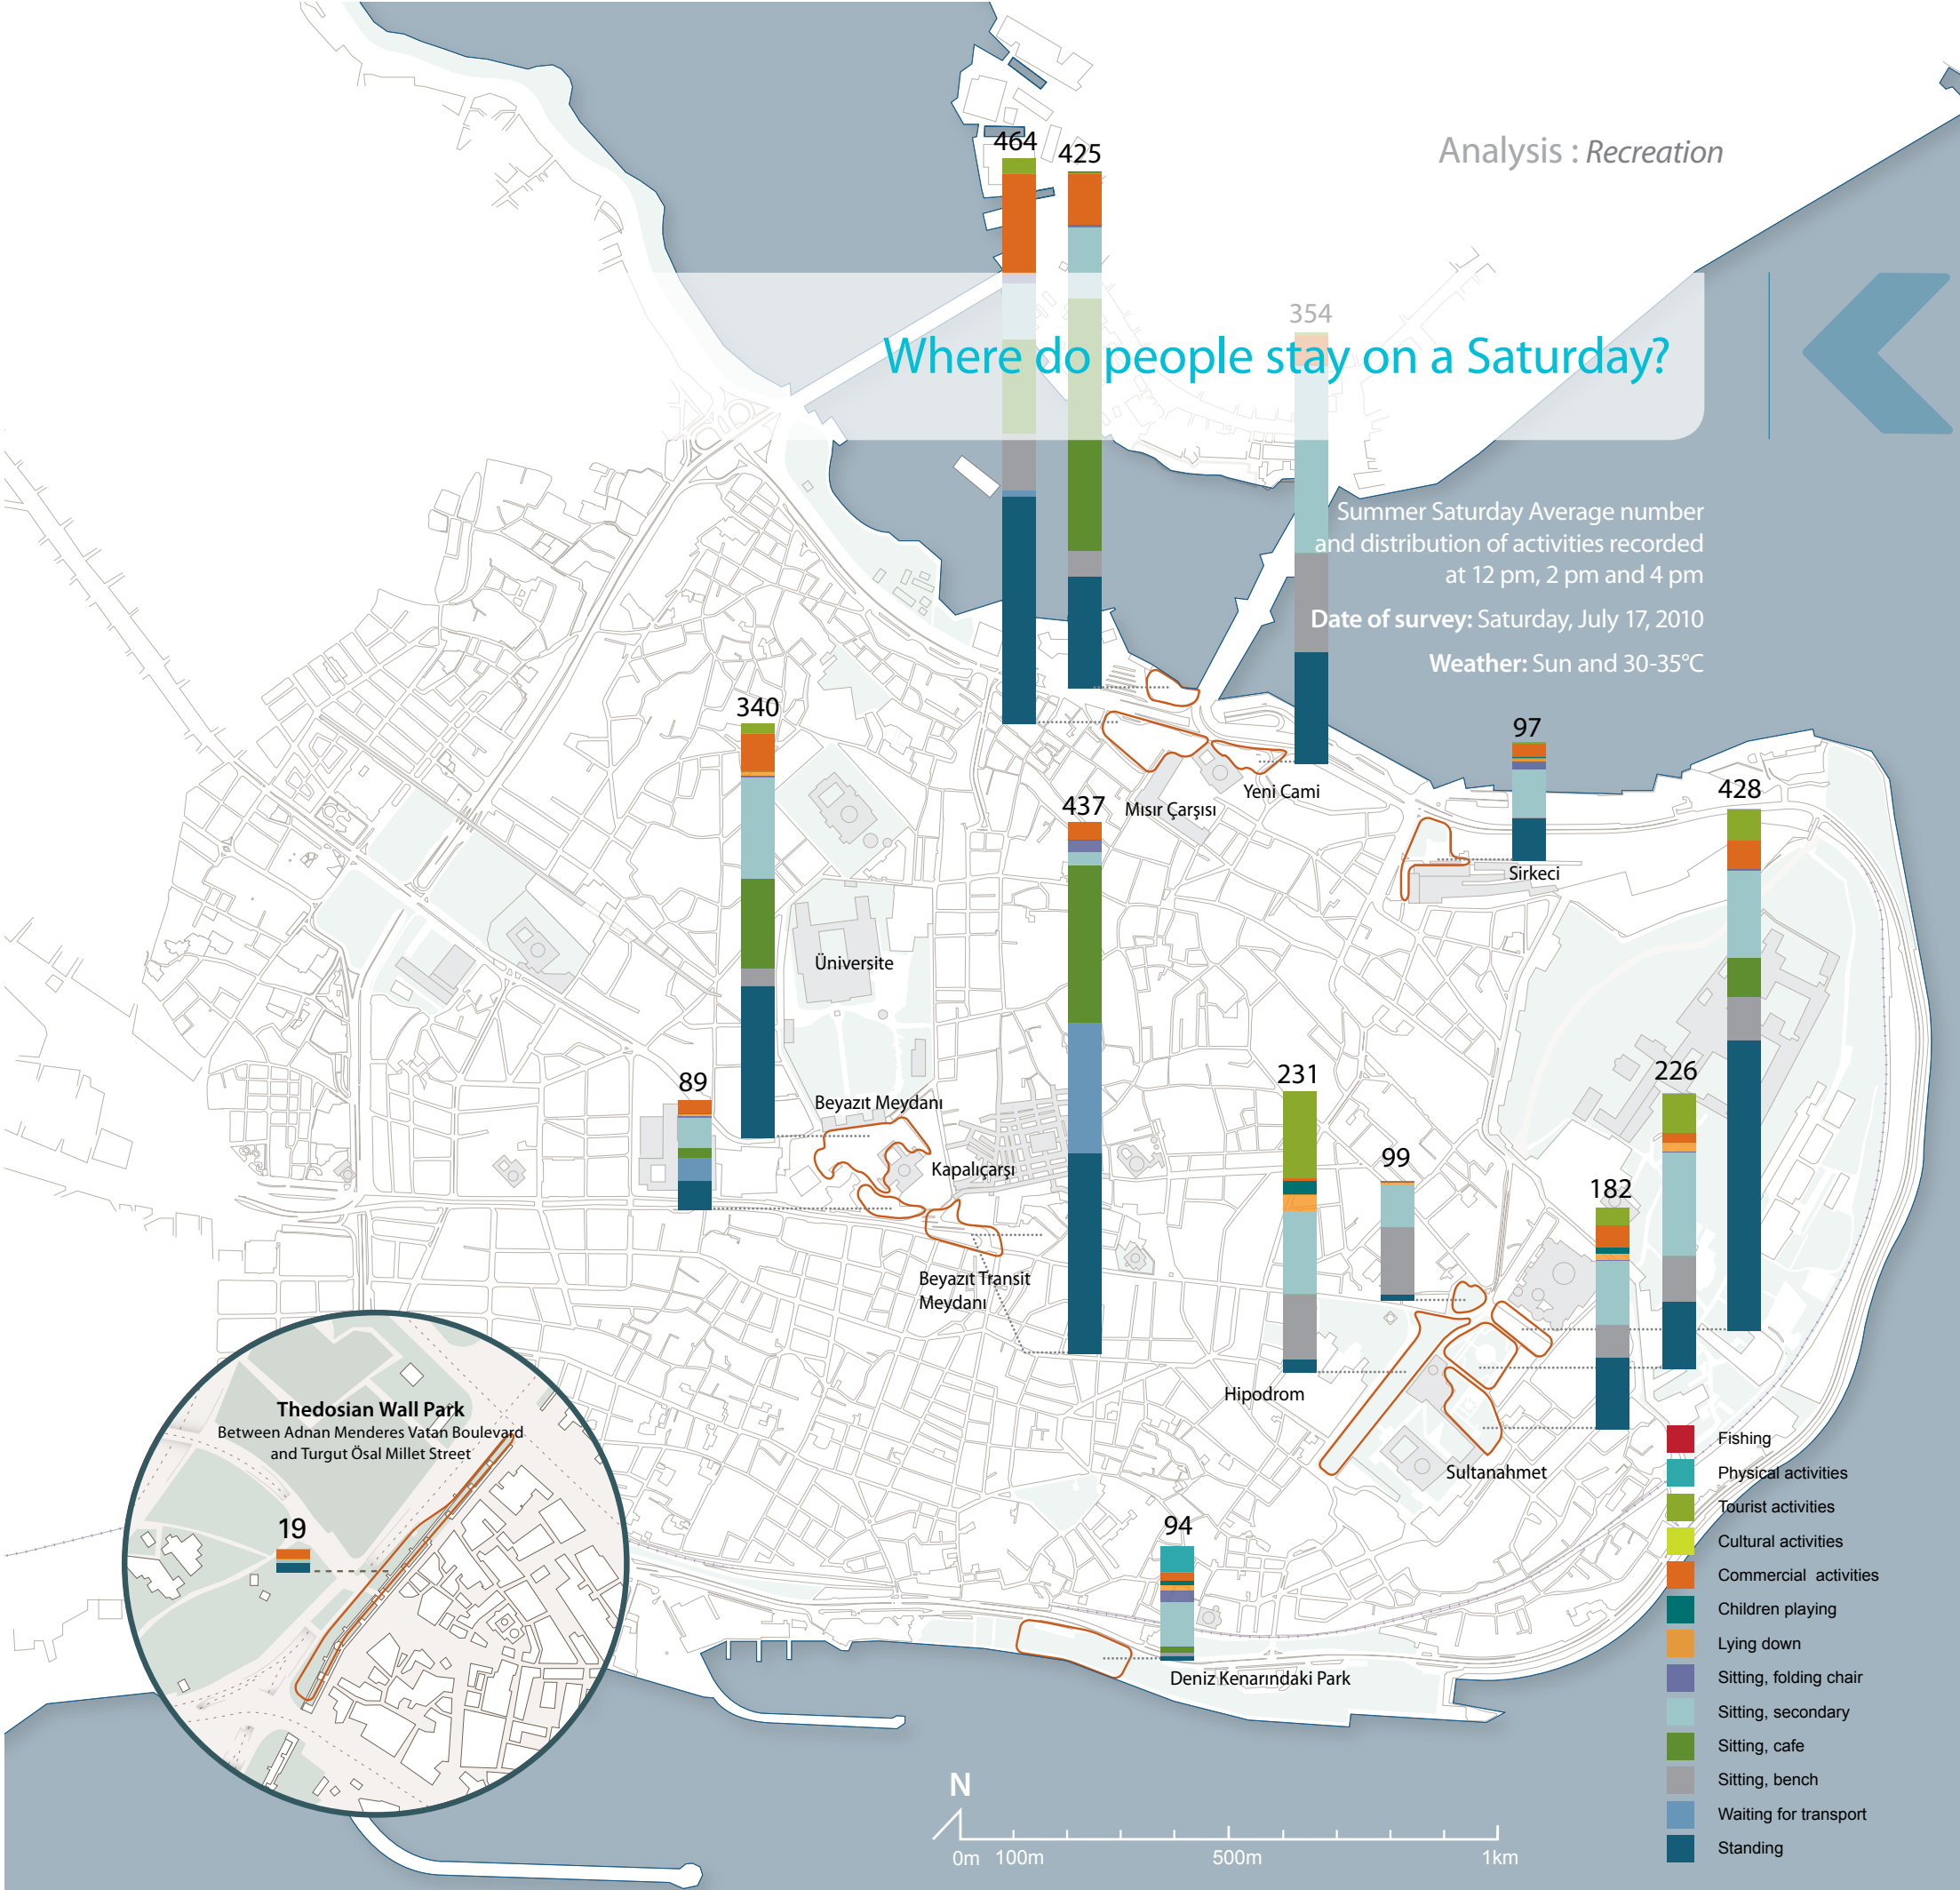 Analysis : Recreation
Where do people stay on a Saturday?
Summer Saturday Average number
and distribution of activities recorded
at 12 pm, 2 pm and 4 pm
Date of survey: Saturday, July 17, 2010
Weather: Sun and 30-35°C
464
425
354
340
97
437
428
Yeni Cami
Mısır Çarşısı
Sirkeci
Üniversite
89
Beyazıt Meydanı
Kapalıçarşı
231
226
99
182
Beyazıt Transit
Meydanı
Hipodrom
Sultanahmet
Thedosian Wall Park
Between Adnan Menderes Vatan Boulevard
and Turgut Ösal Millet Street
19
94
Deniz Kenarındaki Park
Fishing
Physical activities
Tourist activities
Cultural activities
Commercial activities
Children playing
Lying down
Sitting, folding chair
Sitting, secondary
Sitting, cafe
Sitting, bench
Waiting for transport
Standing
N
0m 100m 500m 1km